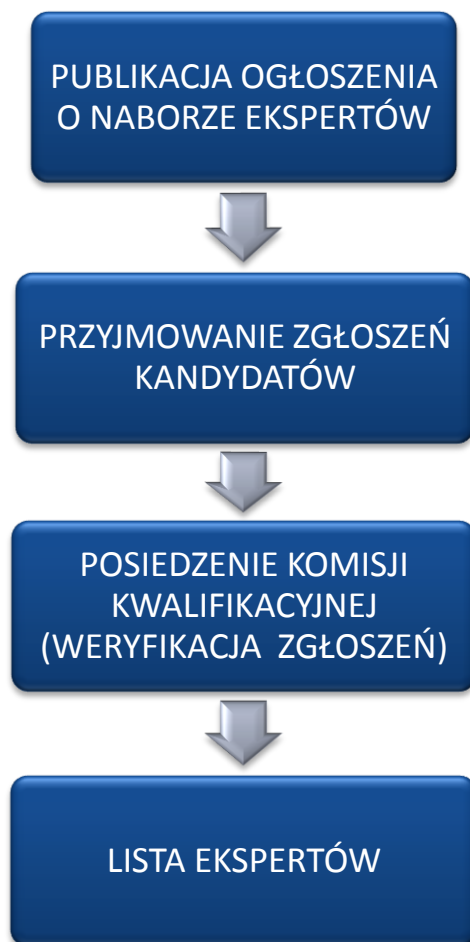 PUBLIKACJA OGŁOSZENIA
O NABORZE EKSPERTÓW
PRZYJMOWANIE ZGŁOSZEŃ
KANDYDATÓW
POSIEDZENIE KOMISJI
KWALIFIKACYJNEJ
(WERYFIKACJA ZGŁOSZEŃ)
LISTA EKSPERTÓW